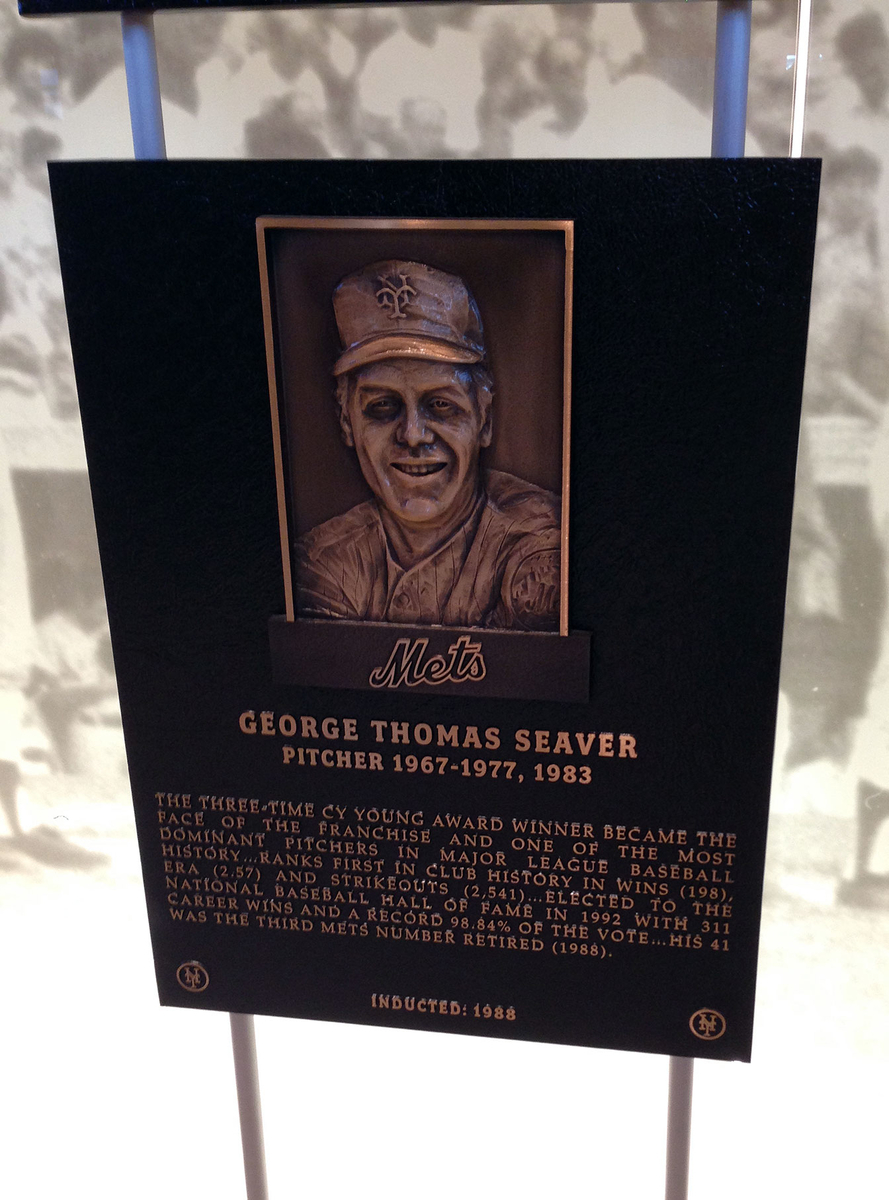 NY
Mets
GEORGE THOMAS SEAVER
PITCHER 1967-1977, 1983
THE THREE-TIME CY YOUNG AWARD WINNER BECAME THE
FACE OF THE FRANCHISE AND ONE OF THE MOST
DOMINANT PITCHERS IN MAJOR LEAGUE BASEBALL
HISTORY...RANKS FIRST IN CLUB HISTORY IN WINS (198),
ERA (2.57) AND STRIKEOUTS (2,541)...ELECTED TO THE
NATIONAL BASEBALL HALL OF FAME IN 1992 WITH 311
CAREER WINS AND A RECORD 98.84% OF THE VOTE...HIS 41
WAS THE THIRD METS NUMBER RETIRED (1988).
NY
INDUCTED: 1988
NY